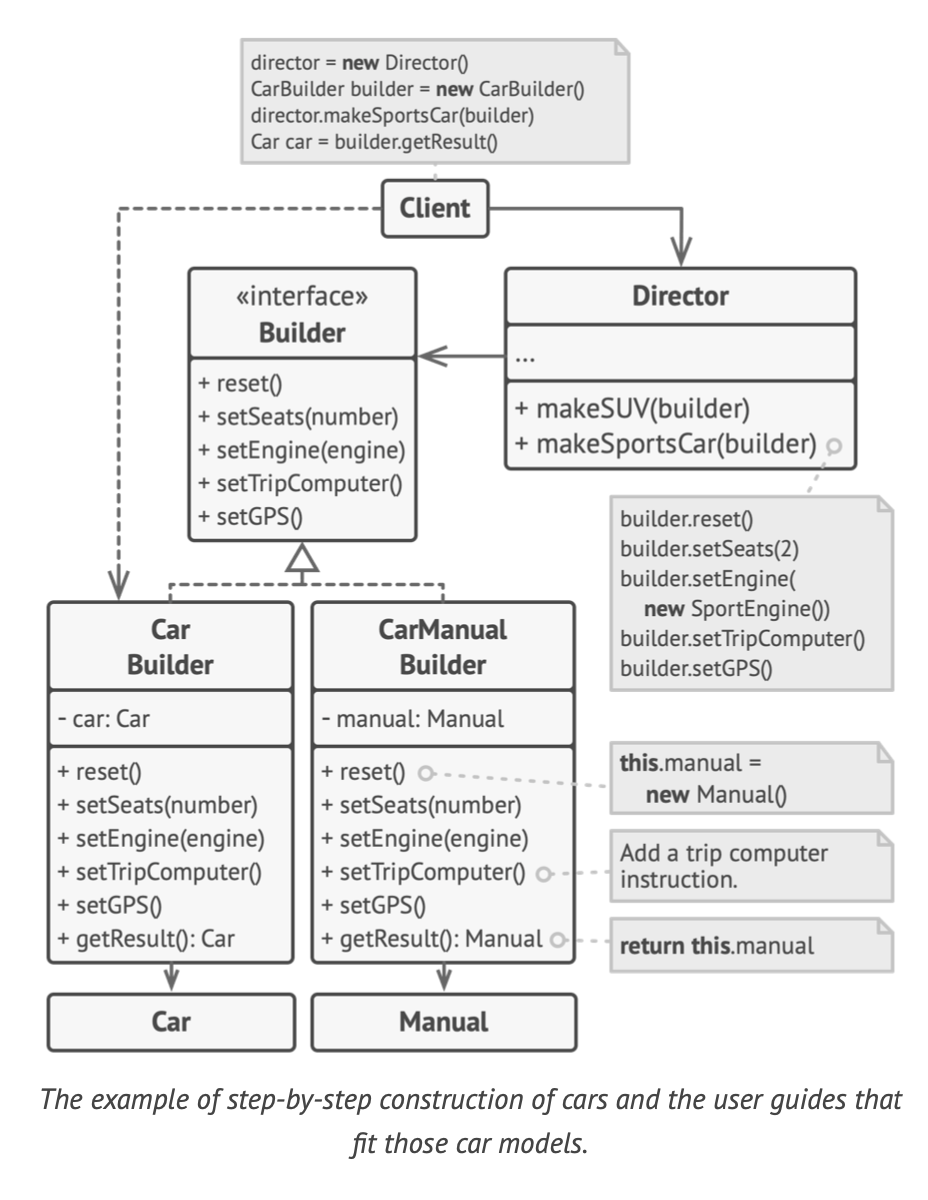 director = new Director()
CarBuilder builder = new CarBuilder()
director.makeSportsCar(builder)
Car car = builder.getResult()
Client
«interface»
Builder
+ reset()
+ setSeats(number)
+ setEngine(engine)
+ setTripComputer()
+ setGPS()
Director
...
+ makeSUV(builder)
+ makeSportsCar(builder)
builder.reset()
builder.setSeats(2)
builder.setEngine(
new SportEngine())
builder.setTripComputer()
builder.setGPS()
Car
Builder
- car: Car
+ reset()
+ setSeats(number)
+ setEngine(engine)
+ setTripComputer()
+ setGPS()
+ getResult(): Car
CarManual
Builder
- manual: Manual
+ reset()
+ setSeats(number)
+ setEngine(engine)
+ setTripComputer()
+ setGPS()
+ getResult(): Manual
this.manual =
new Manual()
Add a trip computer
instruction.
return this.manual
Car
Manual
The example of step-by-step construction of cars and the user guides that
fit those car models.